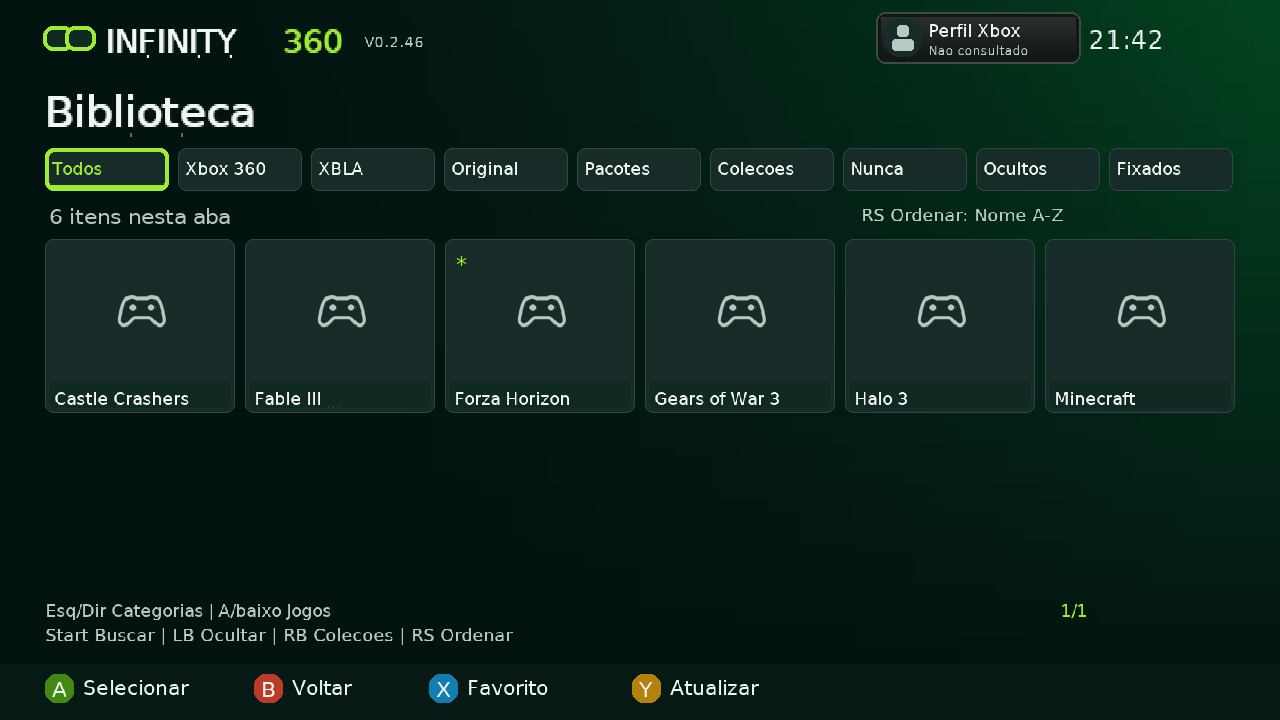 INFINITY 360 V0.2.46
Perfil Xbox
Nao consultado
21:42
Biblioteca
Todos
Xbox 360
XBLA
Original
Pacotes
Colecoes
Nunca
Ocultos
Fixados
6 itens nesta aba
RS Ordenar: Nome A-Z
*
Castle Crashers
Fable III
Forza Horizon
Gears of War 3
Halo 3
Minecraft
Esq/Dir Categorias | A/baixo Jogos
1/1
Start Buscar | LB Ocultar | RB Colecoes | RS Ordenar
A Selecionar
B Voltar
X Favorito
Y Atualizar